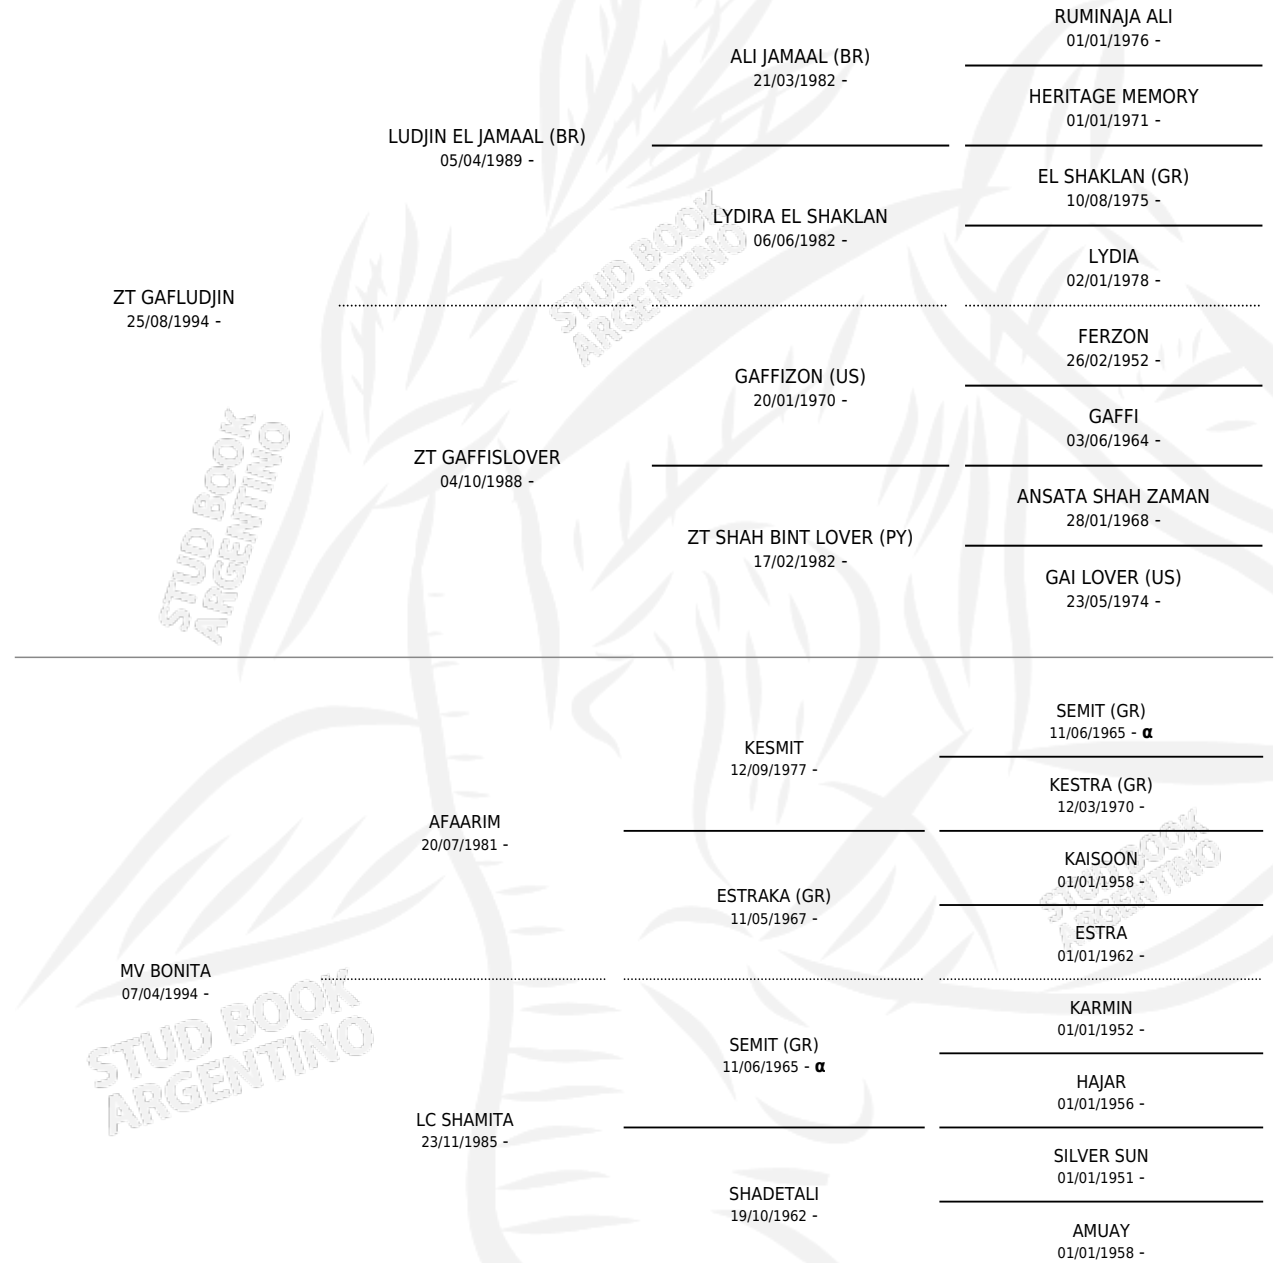 RUMINAJA ALI
01/01/1976 -
ALI JAMAAL (BR)
21/03/1982 -
HERITAGE MEMORY
01/01/1971 -
LUDJIN EL JAMAAL (BR)
05/04/1989 -
EL SHAKLAN (GR)
10/08/1975 -
LYDIRA EL SHAKLAN
06/06/1982 -
LYDIA
02/01/1978 -
ZT GAFLUDJIN
25/08/1994 -
FERZON
26/02/1952 -
GAFFIZON (US)
20/01/1970 -
GAFFI
03/06/1964 -
ZT GAFFISLOVER
04/10/1988 -
ANSATA SHAH ZAMAN
28/01/1968 -
ZT SHAH BINT LOVER (PY)
17/02/1982 -
GAI LOVER (US)
23/05/1974 -
STUD BOOK
ARGENTINO
STUD BOOK
ARGENTINO
SEMIT (GR)
11/06/1965 - α
KESMIT
12/09/1977 -
KESTRA (GR)
12/03/1970 -
AFAARIM
20/07/1981 -
KAISOON
01/01/1958 -
ESTRAKA (GR)
11/05/1967 -
ESTRA
01/01/1962 -
MV BONITA
07/04/1994 -
KARMIN
01/01/1952 -
SEMIT (GR)
11/06/1965 - α
HAJAR
01/01/1956 -
LC SHAMITA
23/11/1985 -
SILVER SUN
01/01/1951 -
SHADETALI
19/10/1962 -
AMUAY
01/01/1958 -
STUD BOOK
ARGENTINO
STUD BOOK
ARGENTINO